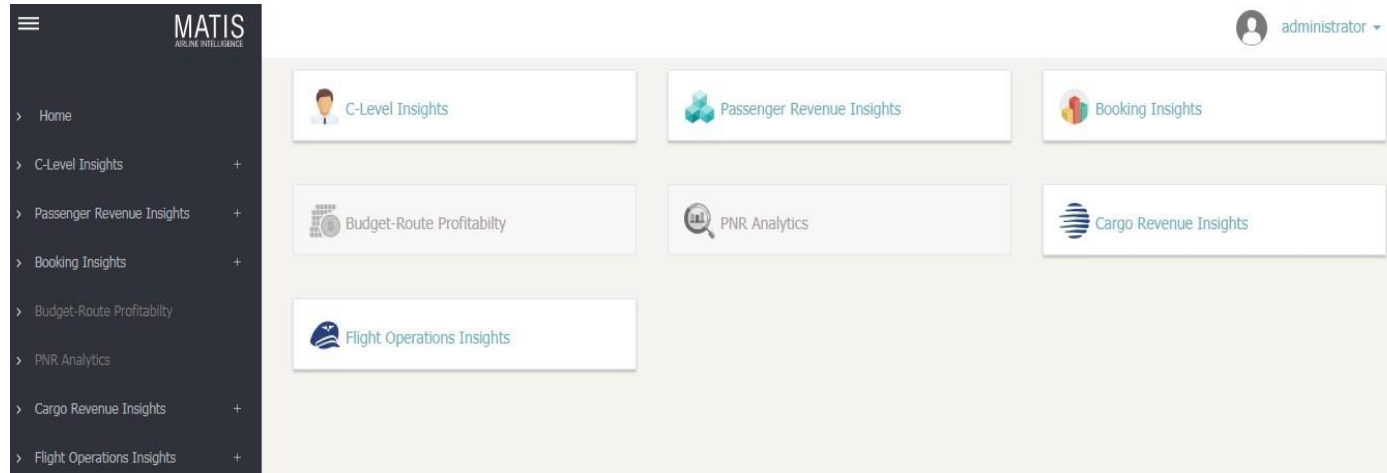 MATIS
AIRLINE INTELLIGENCE
administrator
Home
C-Level Insights +
Passenger Revenue Insights +
Booking Insights +
Budget-Route Profitabilty
PNR Analytics
Cargo Revenue Insights +
Flight Operations Insights +
C-Level Insights
Passenger Revenue Insights
Booking Insights
Budget-Route Profitabilty
PNR Analytics
Cargo Revenue Insights
Flight Operations Insights